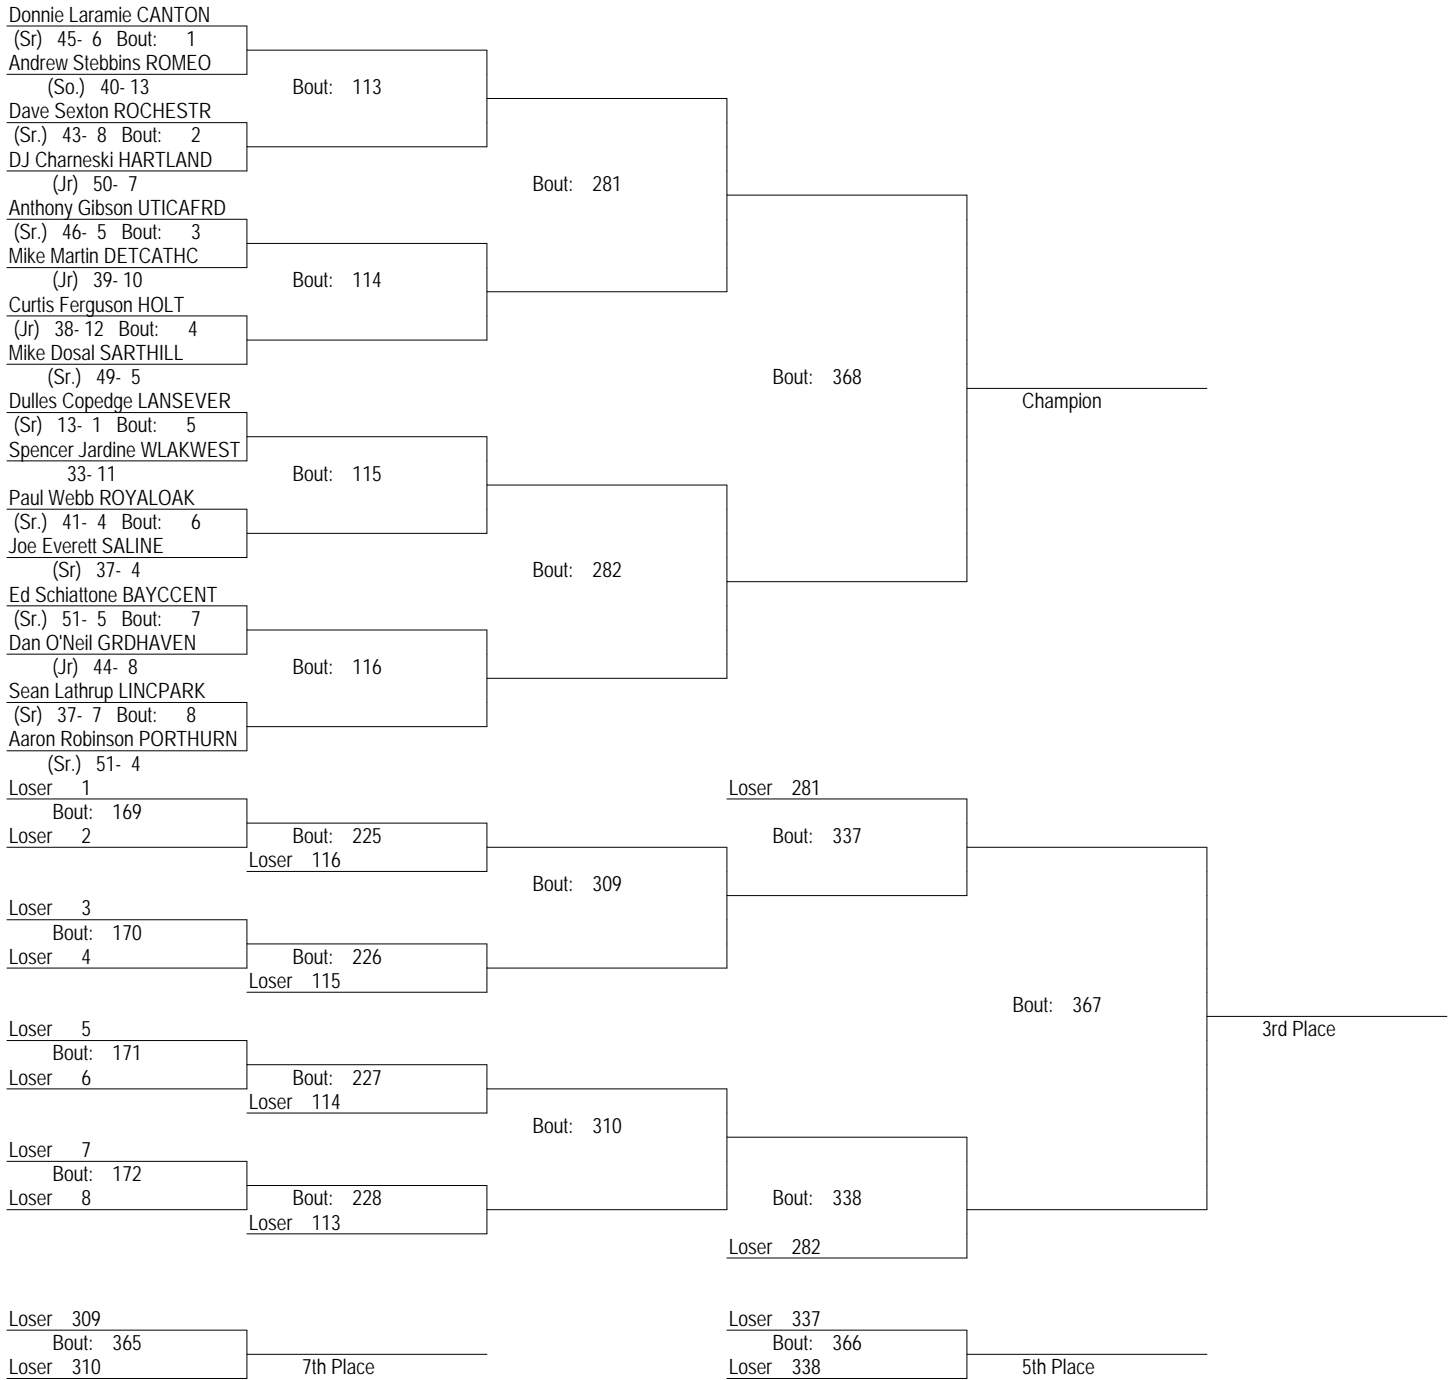 Donnie Laramie CANTON
(Sr) 45- 6 Bout: 1
Andrew Stebbins ROMEO
(So.) 40- 13 Bout: 113
Dave Sexton ROCHESTR
(Sr.) 43- 8 Bout: 2
DJ Charneski HARTLAND
(Jr) 50- 7 Bout: 281
Anthony Gibson UTICAFRD
(Sr.) 46- 5 Bout: 3
Mike Martin DETCATHC
(Jr) 39- 10 Bout: 114
Curtis Ferguson HOLT
(Jr) 38- 12 Bout: 4
Mike Dosal SARTHILL
(Sr.) 49- 5 Bout: 368
Dulles Copedge LANSEVER Champion
(Sr) 13- 1 Bout: 5
Spencer Jardine WLAKWEST
33- 11 Bout: 115
Paul Webb ROYALOAK
(Sr.) 41- 4 Bout: 6
Joe Everett SALINE
(Sr) 37- 4 Bout: 282
Ed Schiattone BAYCCENT
(Sr.) 51- 5 Bout: 7
Dan O'Neil GRDHAVEN
(Jr) 44- 8 Bout: 116
Sean Lathrup LINCPARK
(Sr) 37- 7 Bout: 8
Aaron Robinson PORTHURN
(Sr.) 51- 4
Loser 1 Loser 281
Bout: 169
Loser 2 Bout: 225 Bout: 337
Loser 116
Bout: 309
Loser 3
Bout: 170
Loser 4 Bout: 226
Loser 115
Bout: 367
Loser 5 3rd Place
Bout: 171
Loser 6 Bout: 227
Loser 114
Bout: 310
Loser 7
Bout: 172
Loser 8 Bout: 228 Bout: 338
Loser 113
Loser 282
Loser 309 Loser 337
Bout: 365 Bout: 366
Loser 310 7th Place Loser 338 5th Place